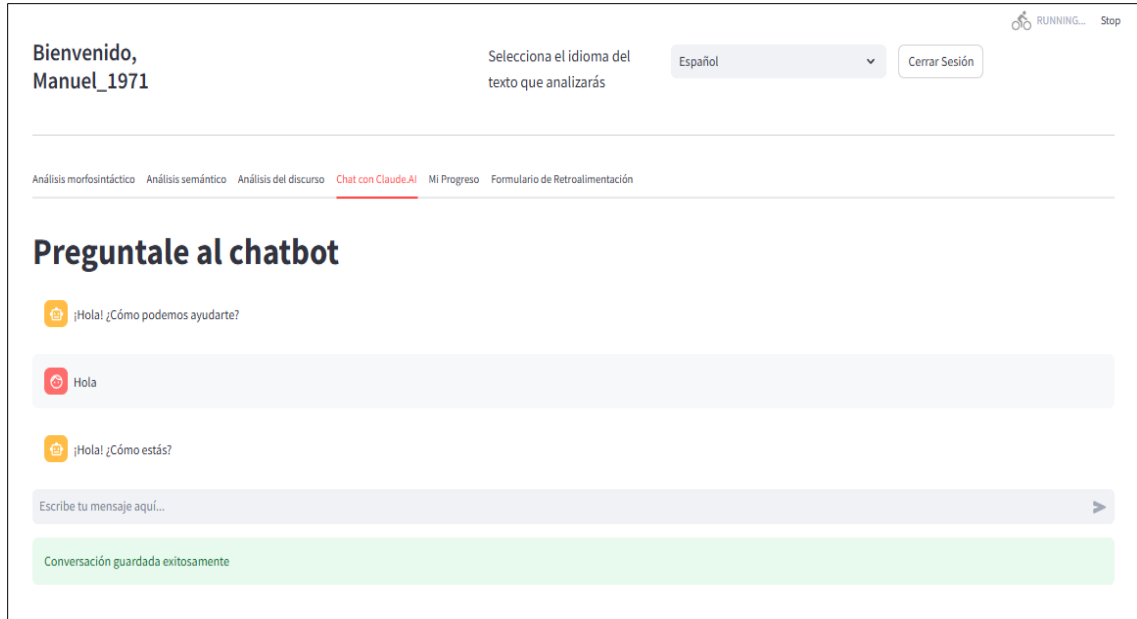 RUNNING... Stop
Bienvenido,
Manuel_1971
Selecciona el idioma del
texto que analizarás
Español
Cerrar Sesión
Análisis morfosintáctico Análisis semántico Análisis del discurso Chat con Claude.AI Mi Progreso Formulario de Retroalimentación
Preguntale al chatbot
¡Hola! ¿Cómo podemos ayudarte?
Hola
¡Hola! ¿Cómo estás?
Escribe tu mensaje aquí...
Conversación guardada exitosamente